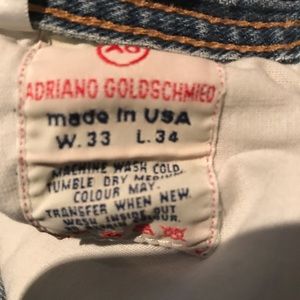 AG
ADRIANO GOLDSCHMIED
made in USA
W. 33 L. 34
MACHINE WASH COLD.
TUMBLE DRY MEDIUM
COLOUR MAY.
TRANSFER WHEN NEW.
WASH INSIDE OUT